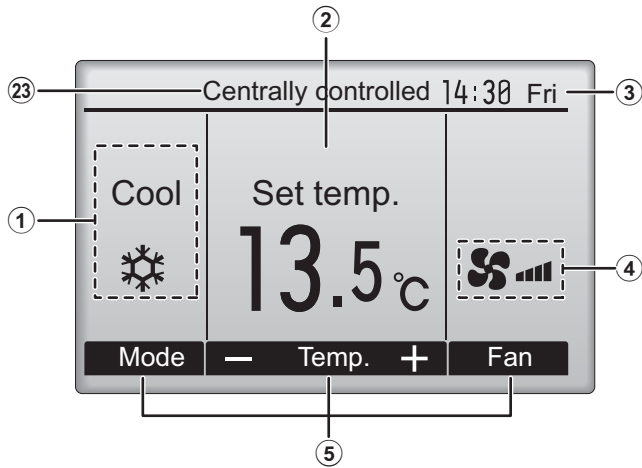 ②
㉓ Centrally controlled 14:30 Fri ③
① Cool Set temp.
13.5 °C ④
Mode — Temp. + Fan
⑤